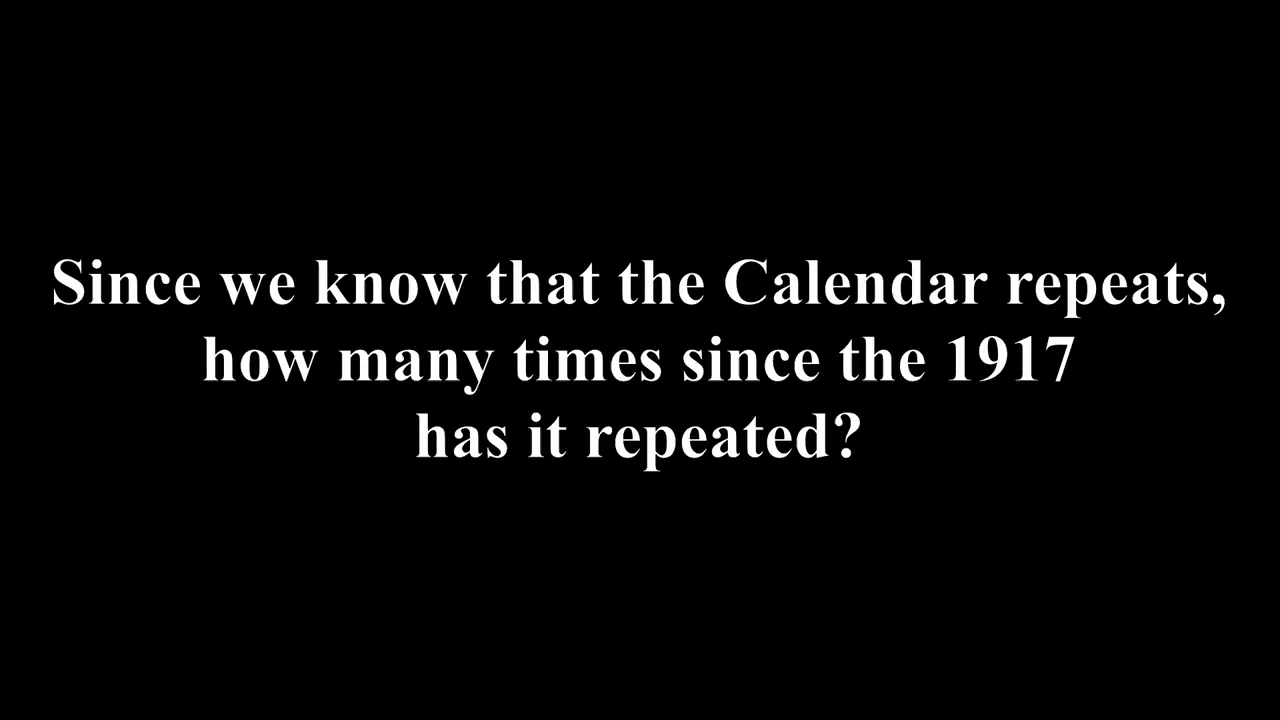 Since we know that the Calendar repeats,
how many times since the 1917
has it repeated?